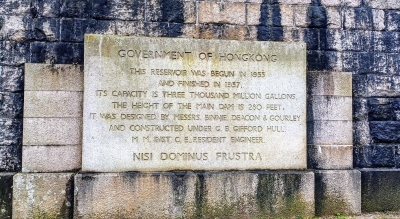 GOVERNMENT OF HONGKONG
THIS RESERVOIR WAS BEGUN IN 1933
AND FINISHED IN 1937.
ITS CAPACITY IS THREE THOUSAND MILLION GALLONS.
THE HEIGHT OF THE MAIN DAM IS 280 FEET.
IT WAS DESIGNED BY MESSRS. BINNIE, DEACON & GOURLEY
AND CONSTRUCTED UNDER G. B. GIFFORD HULL.
M. M. INST. C. E. RESIDENT ENGINEER.
NISI DOMINUS FRUSTRA